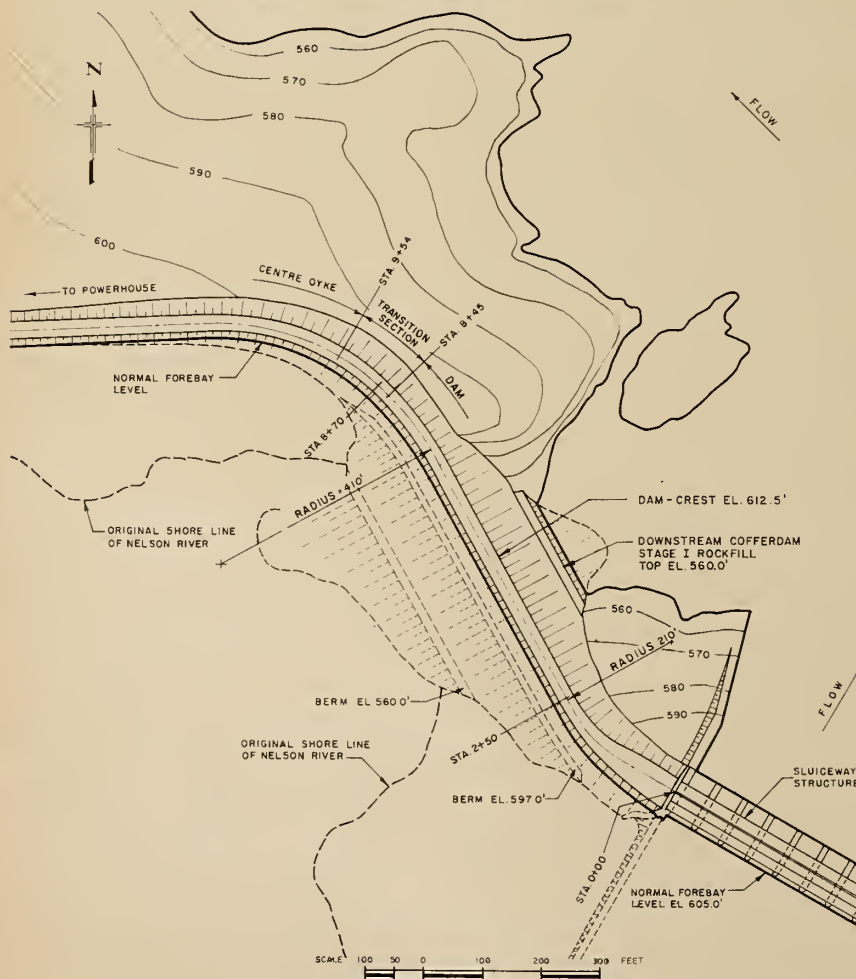 560
570
580
590
600
N
FLOW
TO POWERHOUSE
CENTRE DYKE
STA. 9+54
TRANSITION
SECTION
STA. 8+45
DAM
NORMAL FOREBAY
LEVEL
STA. 8+70
RADIUS = 410'
ORIGINAL SHORE LINE
OF NELSON RIVER
DAM - CREST EL. 612.5'
DOWNSTREAM COFFERDAM
STAGE I ROCKFILL
TOP EL. 560.0'
560
570
580
590
RADIUS 210'
FLOW
BERM EL 560.0'
STA. 2+50
ORIGINAL SHORE LINE
OF NELSON RIVER
BERM EL. 597.0'
SLUICEWAY
STRUCTURE
STA. 0+00
NORMAL FOREBAY
LEVEL EL 605.0'
SCALE 100 50 0 100 200 300 FEET